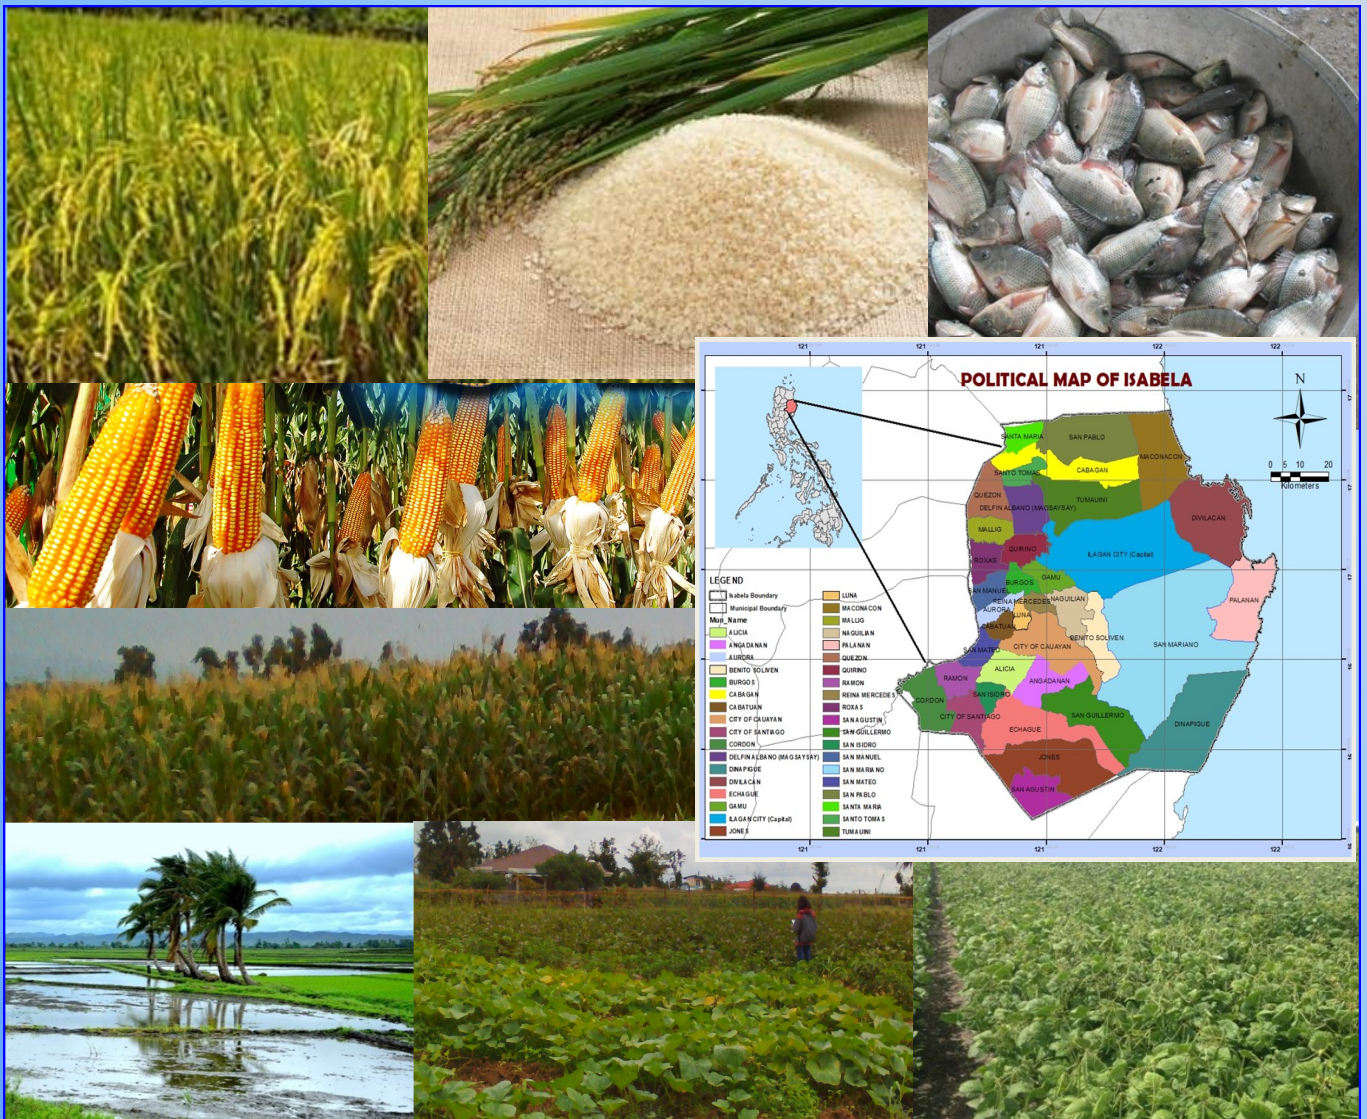 POLITICAL MAP OF ISABELA
N
0 5 10 20
Kilometers
121
121
121
122
122
SANTA MARIA
SAN PABLO
MACONACON
SANTO TOMAS
CABAGAN
QUEZON
TUMAUINI
DELFIN ALBANO (MAGSAYSAY)
DIVILACAN
MALLIG
QUIRINO
ILAGAN CITY (Capital)
ROXAS
GAMU
BURGOS
SAN MANUEL
REINA MERCEDES
NAGUILIAN
PALANAN
AURORA
LUNA
CABATUAN
BENITO SOLIVEN
CITY OF CAUAYAN
SAN MARIANO
SAN MATEO
ALICIA
RAMON
ANGADANAN
SAN ISIDRO
CORDON
CITY OF SANTIAGO
SAN GUILLERMO
DINAPIGUE
ECHAGUE
JONES
SAN AGUSTIN
LEGEND
Isabela Boundary
Municipal Boundary
Mun_Name
ALICIA
ANGADANAN
AURORA
BENITO SOLIVEN
BURGOS
CABAGAN
CABATUAN
CITY OF CAUAYAN
CITY OF SANTIAGO
CORDON
DELFIN ALBANO (MAGSAYSAY)
DINAPIGUE
DIVILACAN
ECHAGUE
GAMU
ILAGAN CITY (Capital)
JONES
LUNA
MACONACON
MALLIG
NAGUILIAN
PALANAN
QUEZON
QUIRINO
RAMON
REINA MERCEDES
ROXAS
SAN AGUSTIN
SAN GUILLERMO
SAN ISIDRO
SAN MANUEL
SAN MARIANO
SAN MATEO
SAN PABLO
SANTA MARIA
SANTO TOMAS
TUMAUINI
121
121
121
122
122